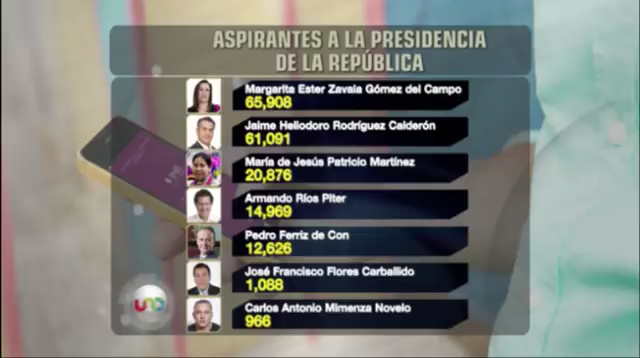 ASPIRANTES A LA PRESIDENCIA
DE LA REPÚBLICA
Margarita Ester Zavala Gómez del Campo
65,908
Jaime Heliodoro Rodríguez Calderón
61,091
María de Jesús Patricio Martínez
20,876
Armando Ríos Piter
14,969
Pedro Ferriz de Con
12,626
José Francisco Flores Carballido
1,088
Carlos Antonio Mimenza Novelo
966
UNO